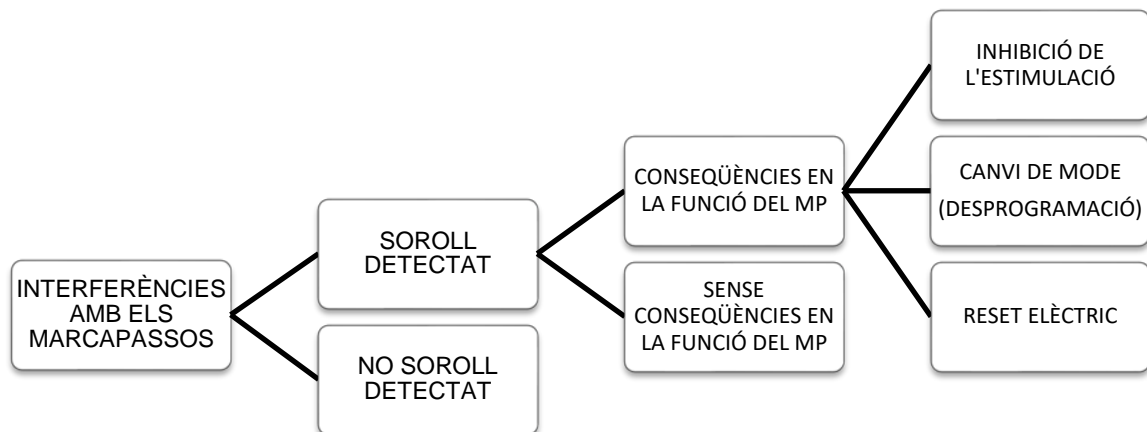 INTERFERÈNCIES
AMB ELS
MARCAPASSOS
SOROLL
DETECTAT
NO SOROLL
DETECTAT
CONSEQÜÈNCIES EN
LA FUNCIÓ DEL MP
SENSE
CONSEQÜÈNCIES EN
LA FUNCIÓ DEL MP
INHIBICIÓ DE
L'ESTIMULACIÓ
CANVI DE MODE
(DESPROGRAMACIÓ)
RESET ELÈCTRIC